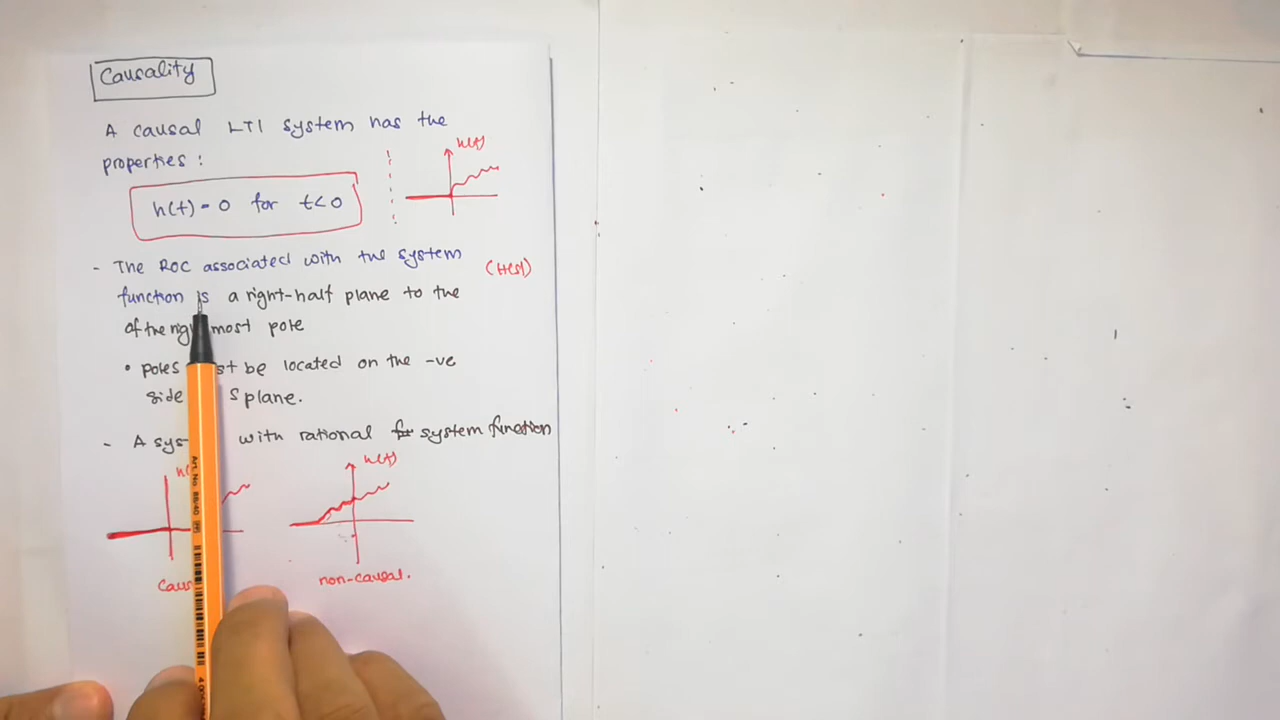 Causality
A causal LTI system has the
properties :
h(t)
h(t) = 0 for t<0
- The ROC associated with the system
(H(s))
function is a right-half plane to the
of the most pole
• poles be located on the -ve
side S plane.
- A with rational system function
h(t)
non-causal.